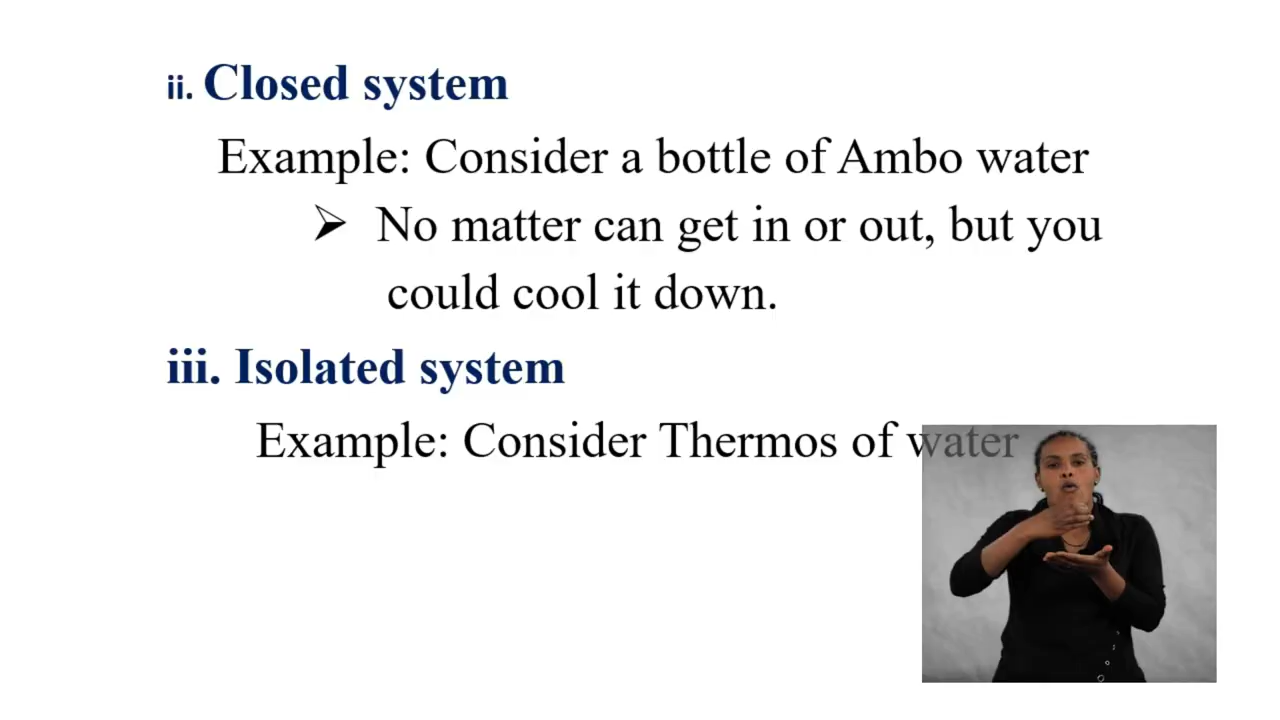 ii. Closed system
Example: Consider a bottle of Ambo water
➢ No matter can get in or out, but you
could cool it down.
iii. Isolated system
Example: Consider Thermos of water